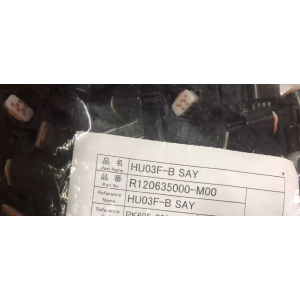 品名 Part Name HU03F-B SAY
品番 Part No R120635000-M00
Reference Name HU03F-B SAY
Reference